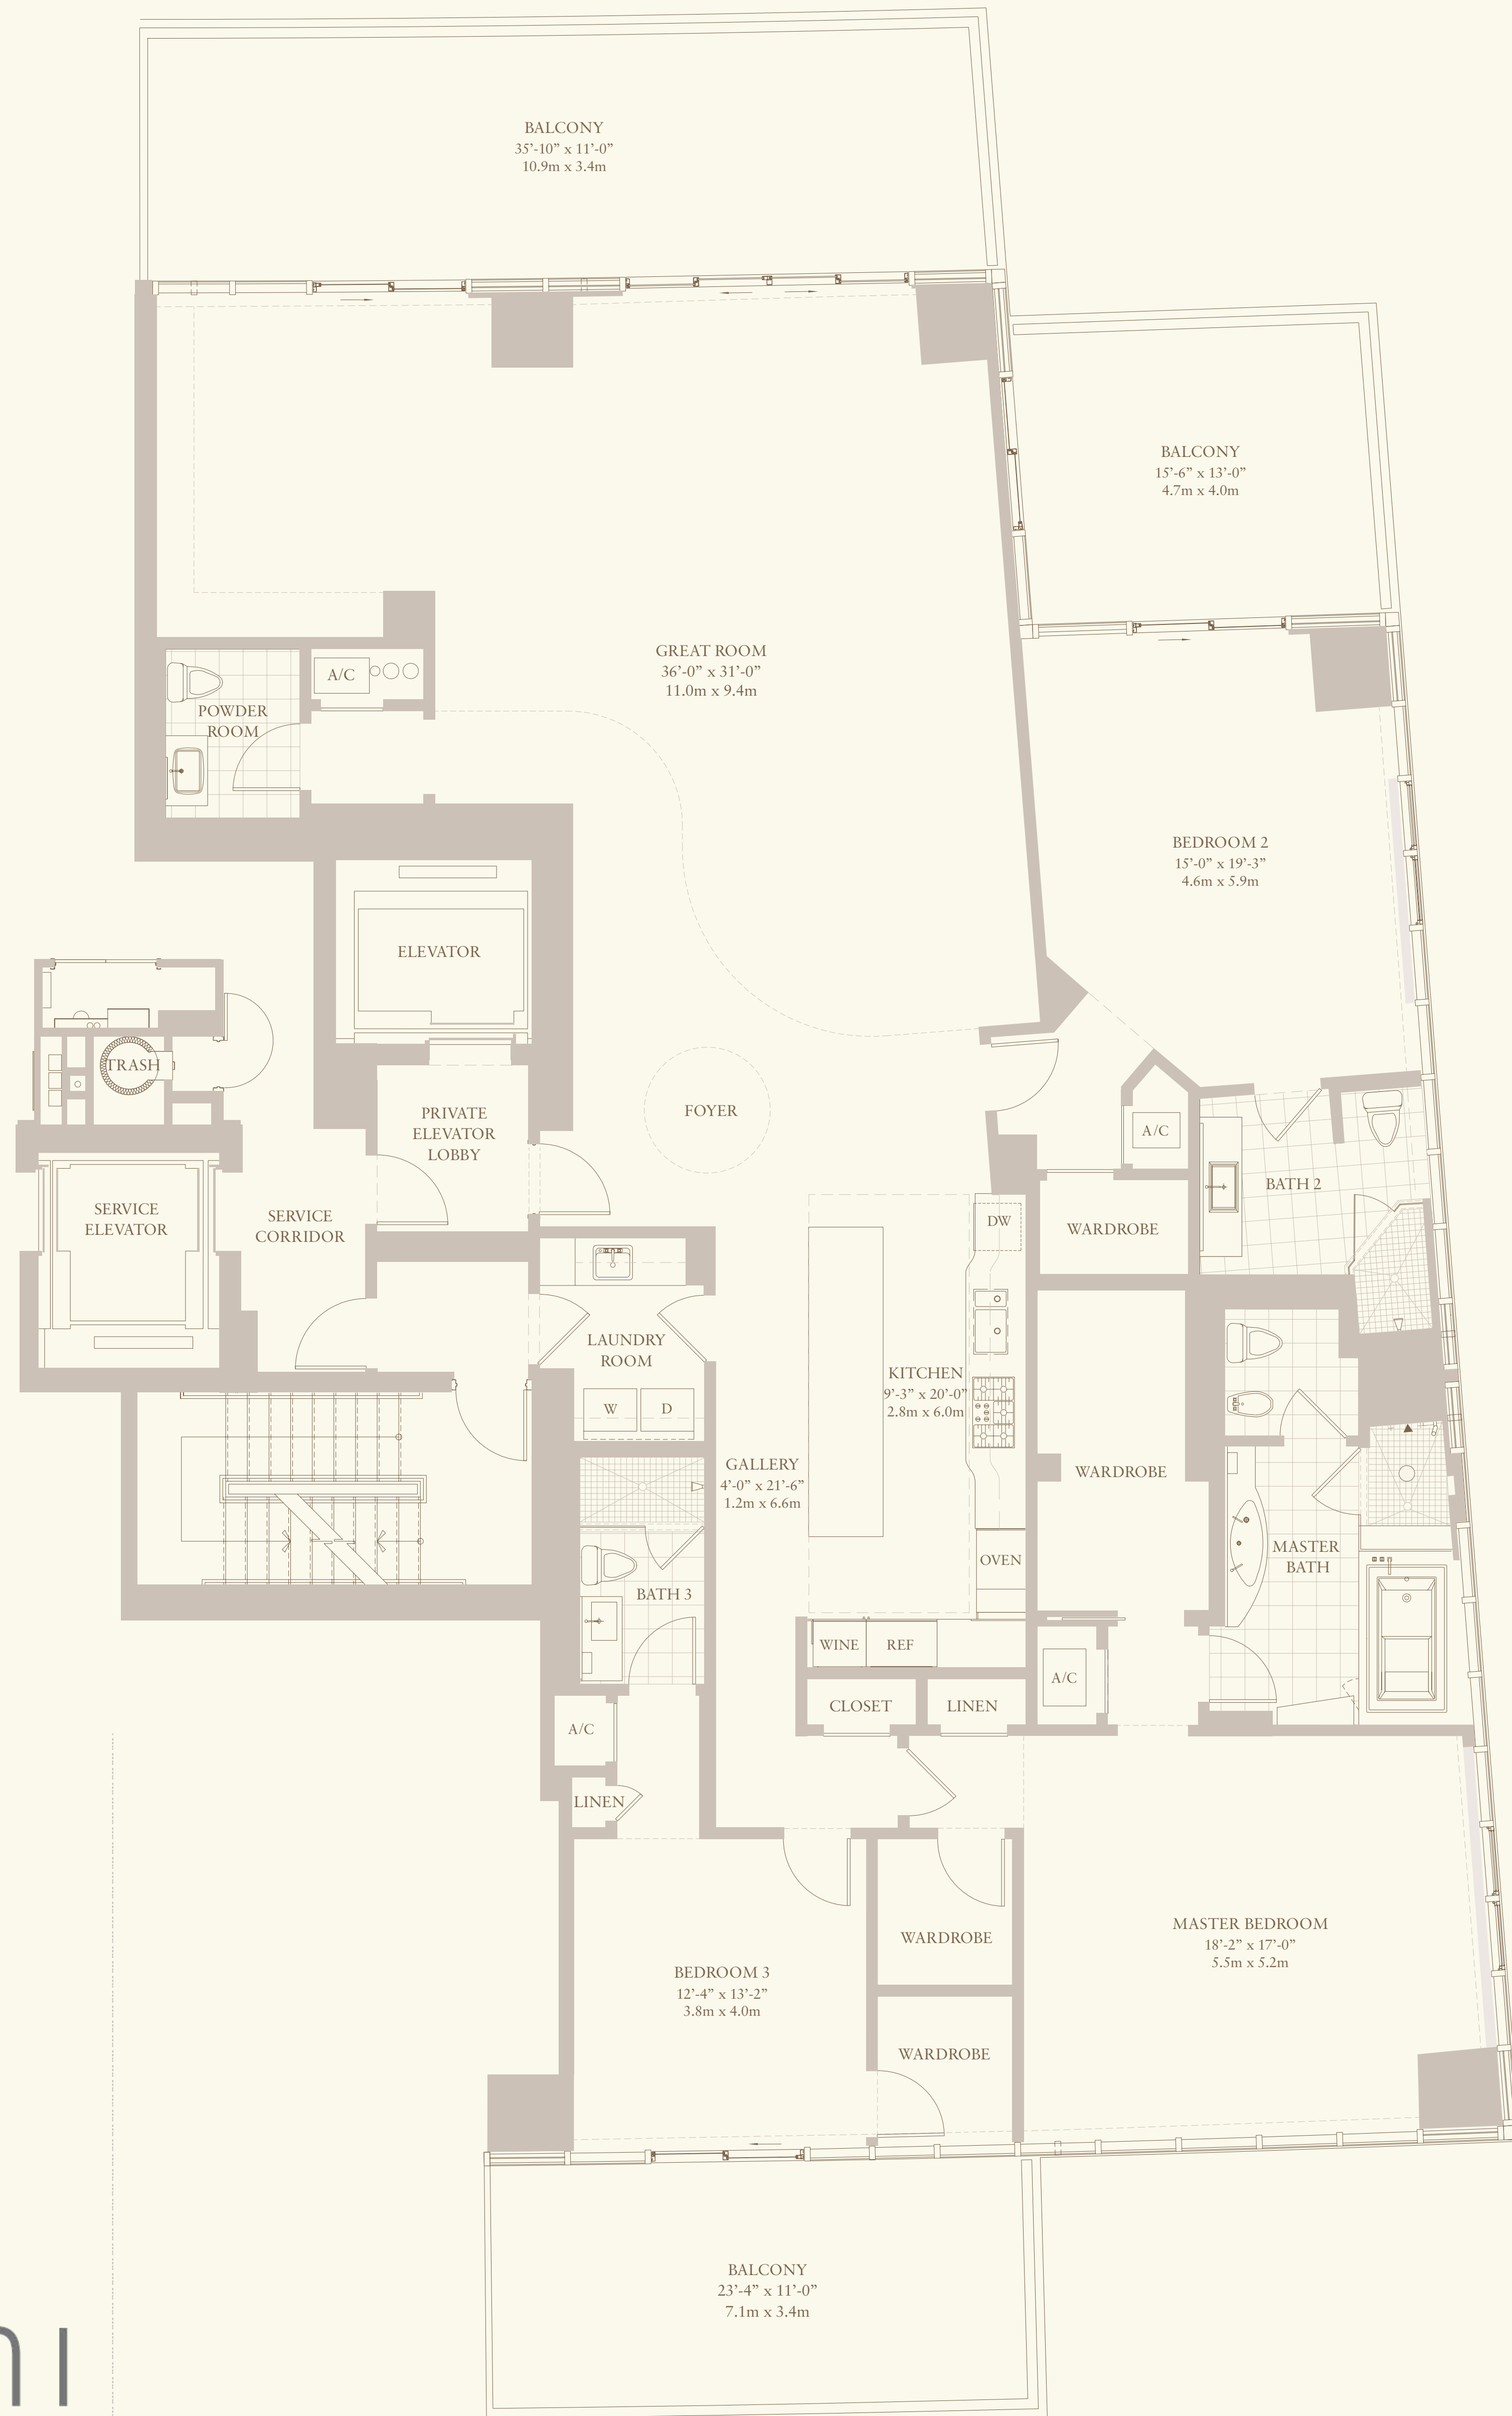 BALCONY
35’-10” x 11’-0”
10.9m x 3.4m
BALCONY
15’-6” x 13’-0”
4.7m x 4.0m
GREAT ROOM
36’-0” x 31’-0”
11.0m x 9.4m
A/C
POWDER
ROOM
BEDROOM 2
15’-0” x 19’-3”
4.6m x 5.9m
ELEVATOR
TRASH
PRIVATE
ELEVATOR
LOBBY
FOYER
A/C
BATH 2
SERVICE
ELEVATOR
SERVICE
CORRIDOR
DW
WARDROBE
LAUNDRY
ROOM
W
D
KITCHEN
9’-3” x 20’-0”
2.8m x 6.0m
GALLERY
4’-0” x 21’-6”
1.2m x 6.6m
WARDROBE
OVEN
MASTER
BATH
BATH 3
WINE
REF
A/C
CLOSET
LINEN
A/C
LINEN
MASTER BEDROOM
18’-2” x 17’-0”
5.5m x 5.2m
WARDROBE
BEDROOM 3
12’-4” x 13’-2”
3.8m x 4.0m
WARDROBE
BALCONY
23’-4” x 11’-0”
7.1m x 3.4m